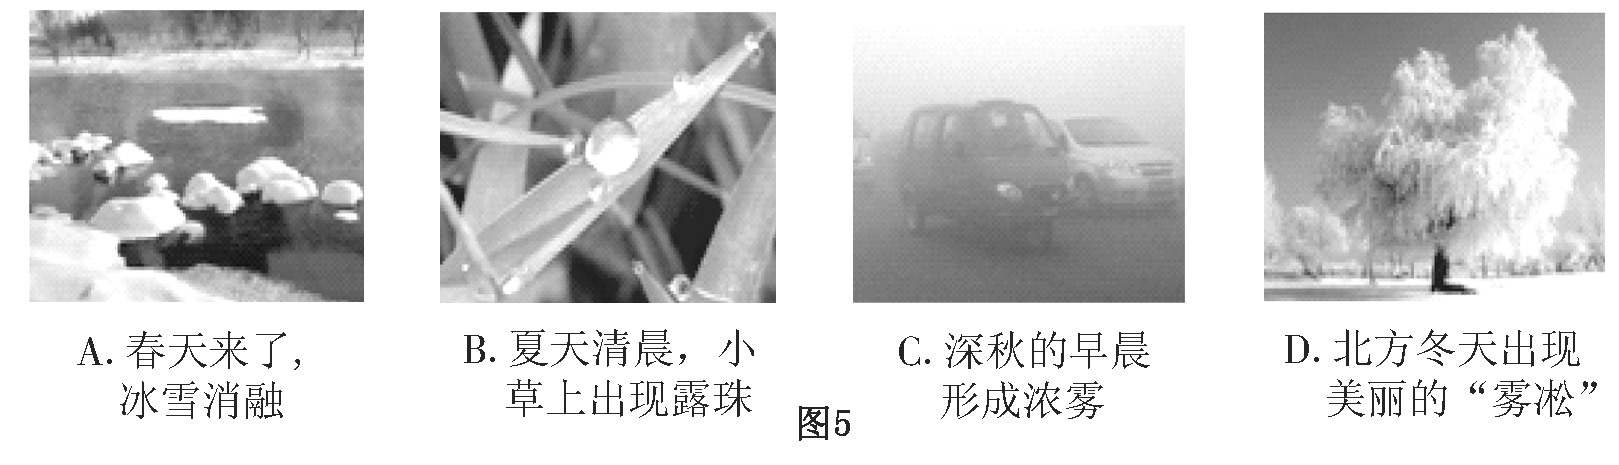 A. 春天来了,
冰雪消融
B. 夏天清晨，小
草上出现露珠
C. 深秋的早晨
形成浓雾
D. 北方冬天出现
美丽的“雾凇”
图5